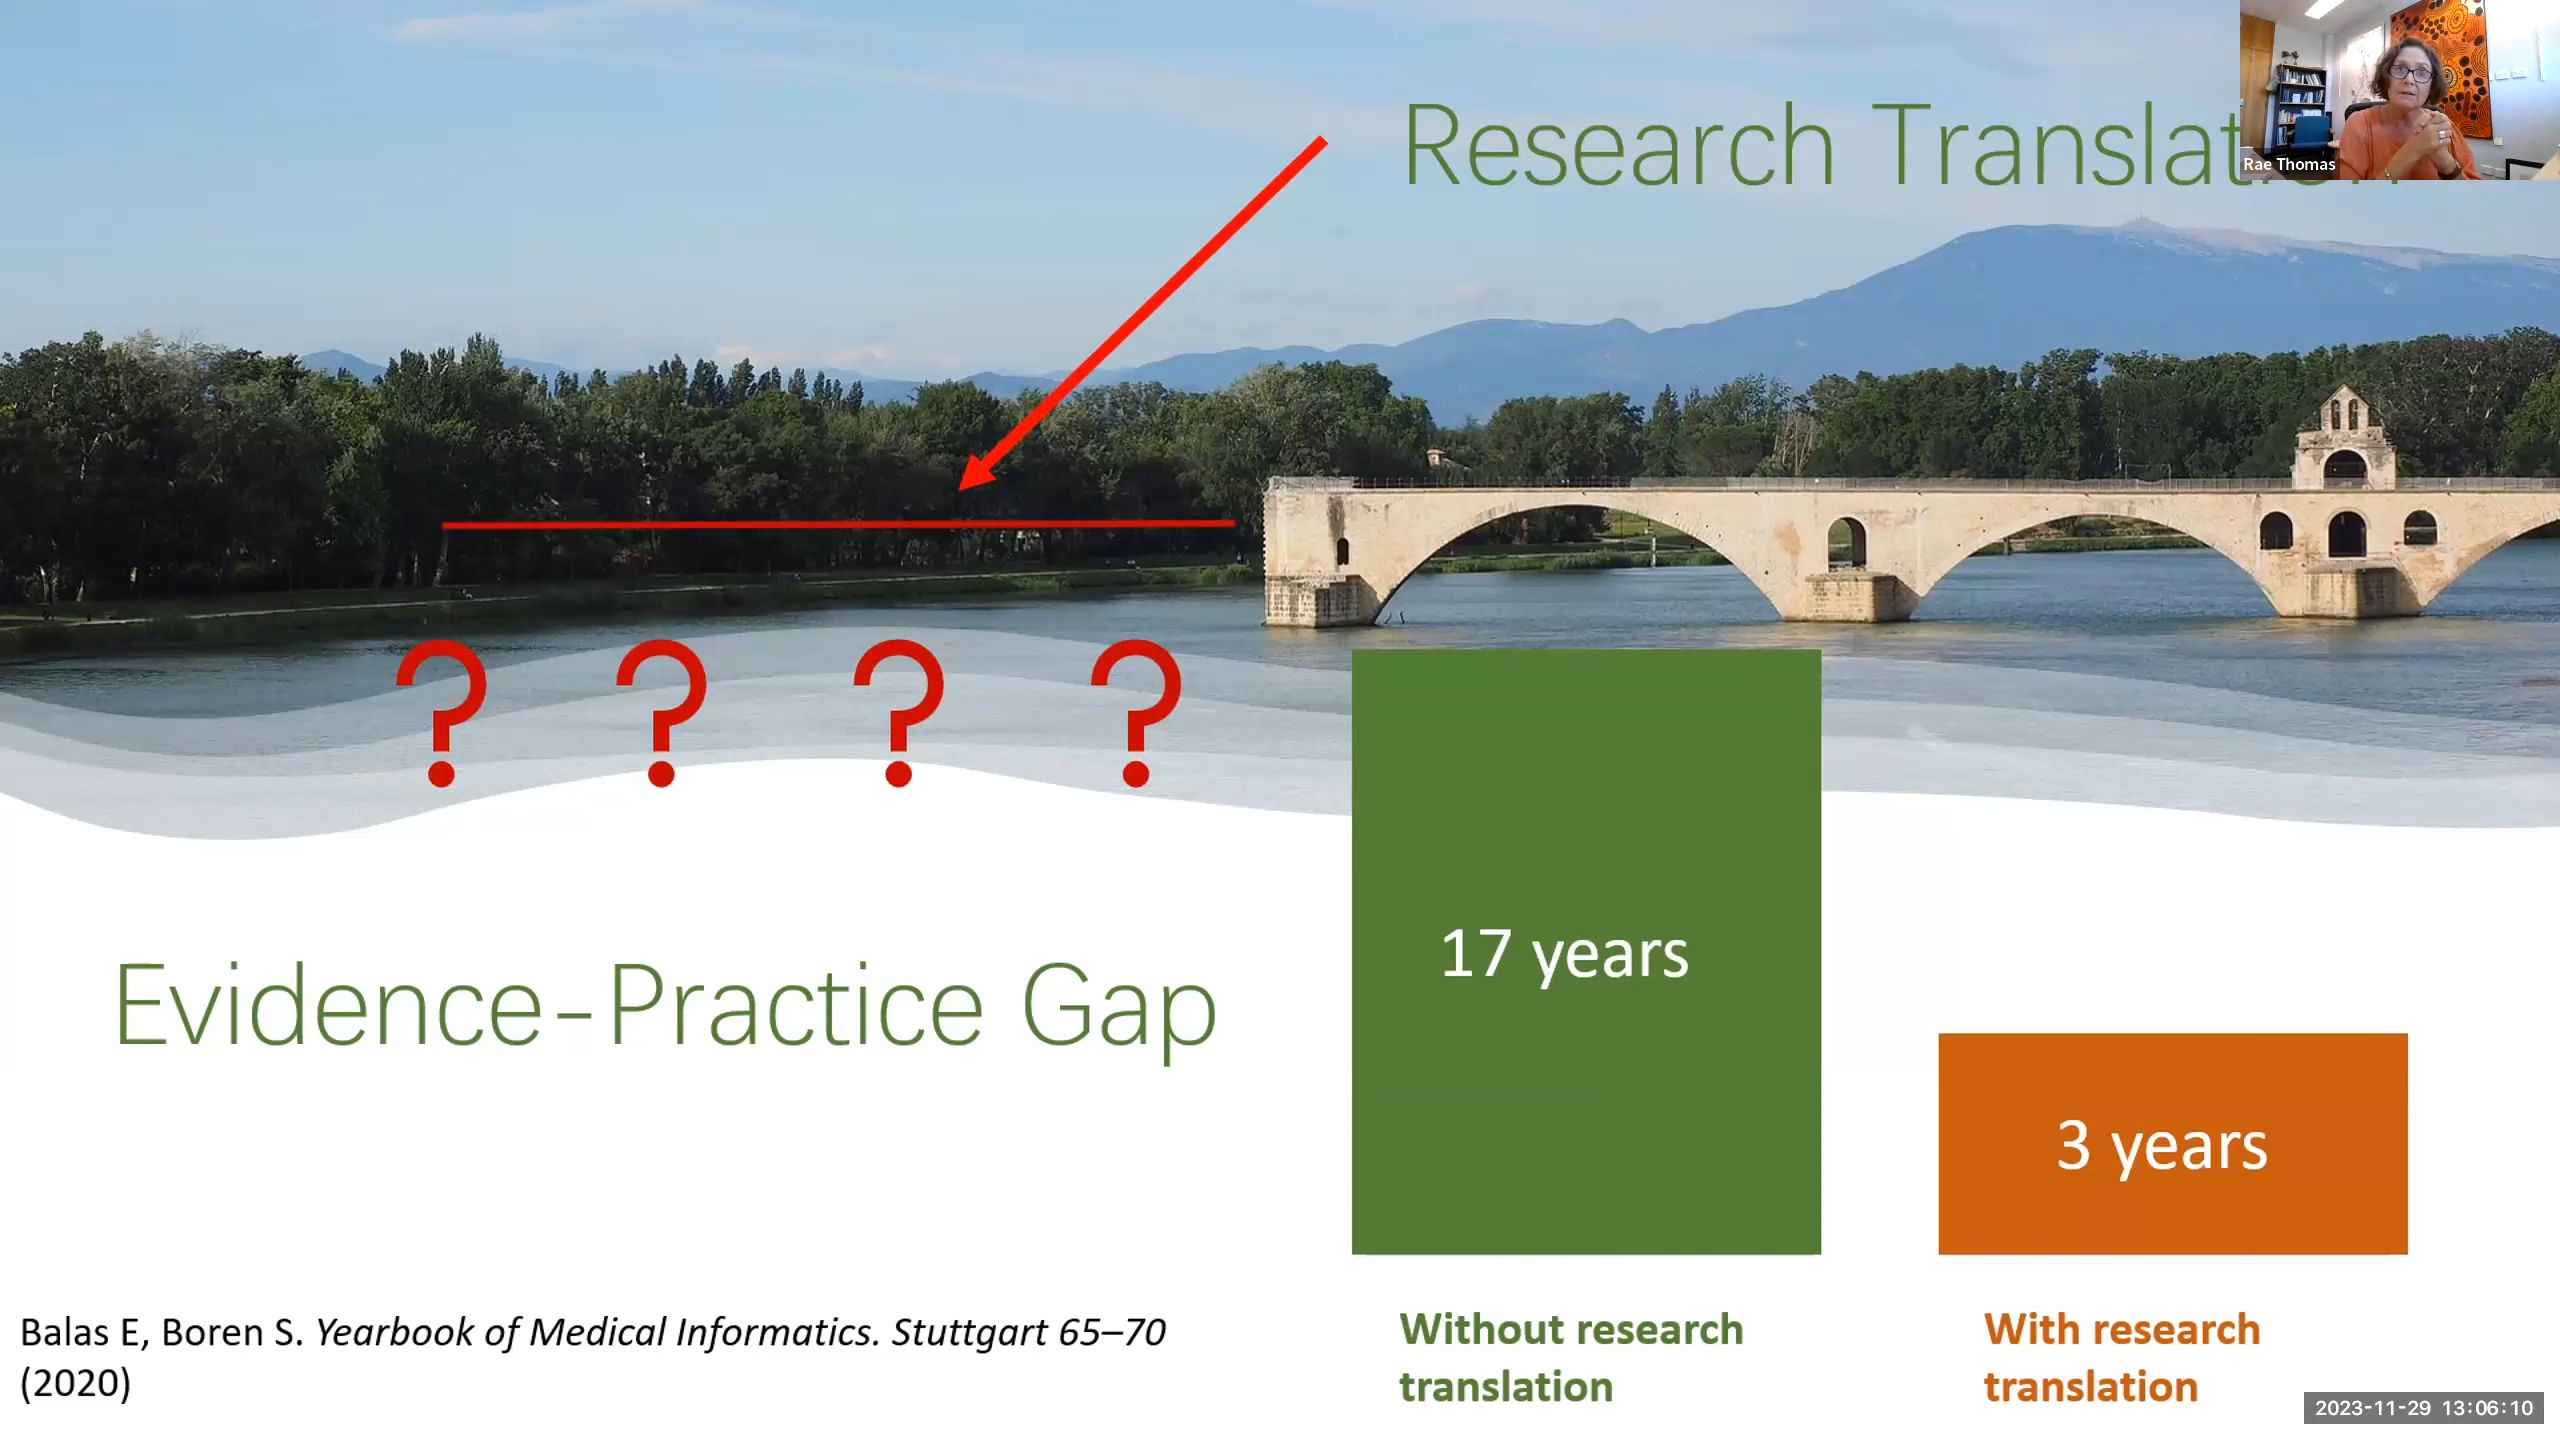 Research Translation
Rae Thomas
? ? ? ?
17 years
Evidence-Practice Gap
3 years
Balas E, Boren S. Yearbook of Medical Informatics. Stuttgart 65–70
(2020)
Without research
translation
With research
translation
2023-11-29 13:06:10